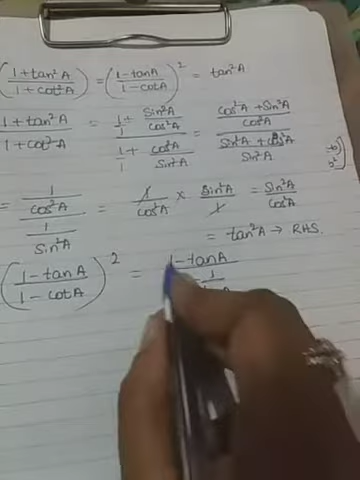 (1+tan²A / 1+cot²A) = (1-tanA / 1-cotA)² = tan²A
1+tan²A / 1+cot²A = (1/1 + sin²A/cos²A) / (1/1 + cos²A/sin²A) = (cos²A+sin²A / cos²A) / (sin²A+cos²A / sin²A)
= (1/cos²A) / (1/sin²A) = 1/cos²A × sin²A/1 = sin²A/cos²A
= tan²A → RHS.
(1-tanA / 1-cotA)² = 1-tanA